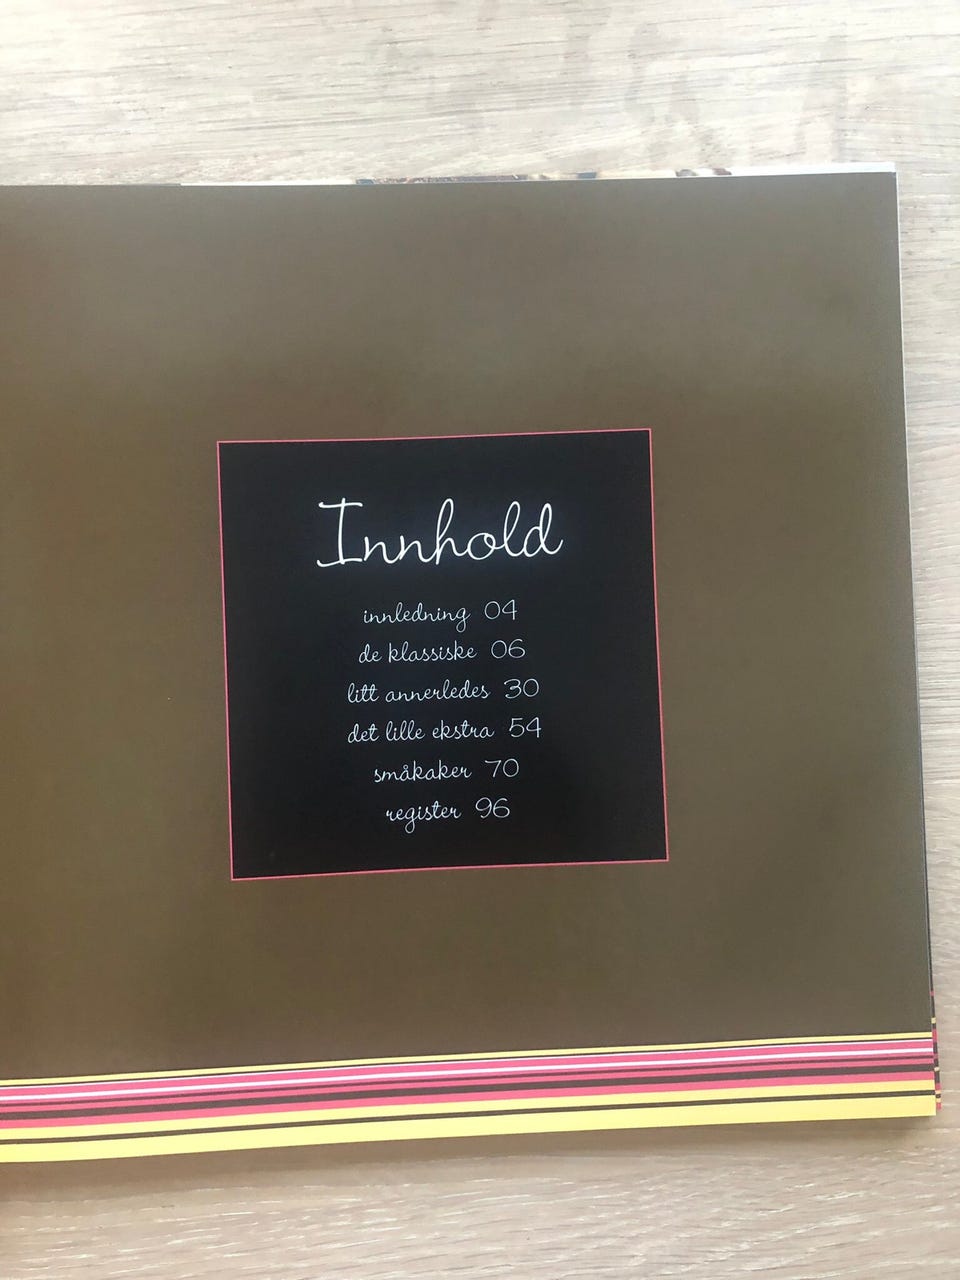 Innhold
innledning 04
de klassiske 06
litt annerledes 30
det lille ekstra 54
småkaker 70
register 96